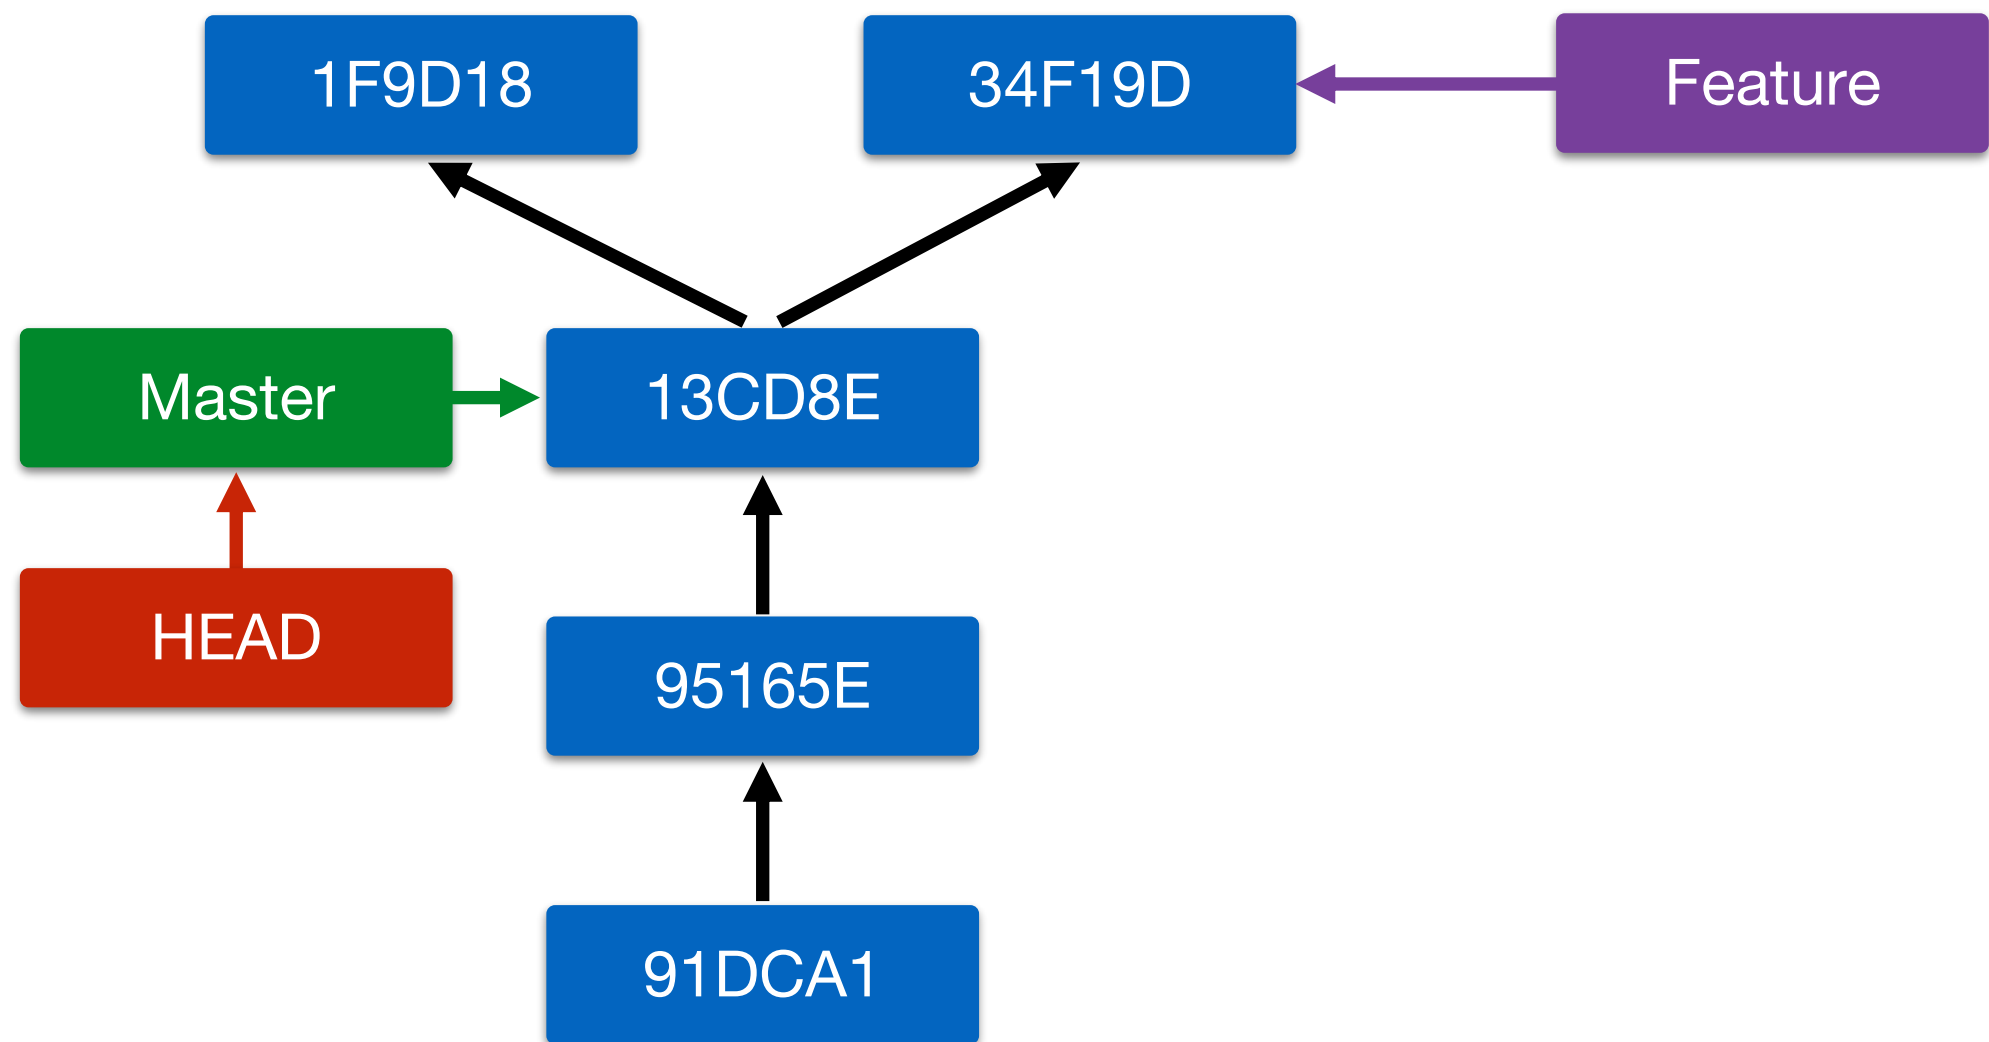 1F9D18
34F19D
Feature
Master
13CD8E
HEAD
95165E
91DCA1